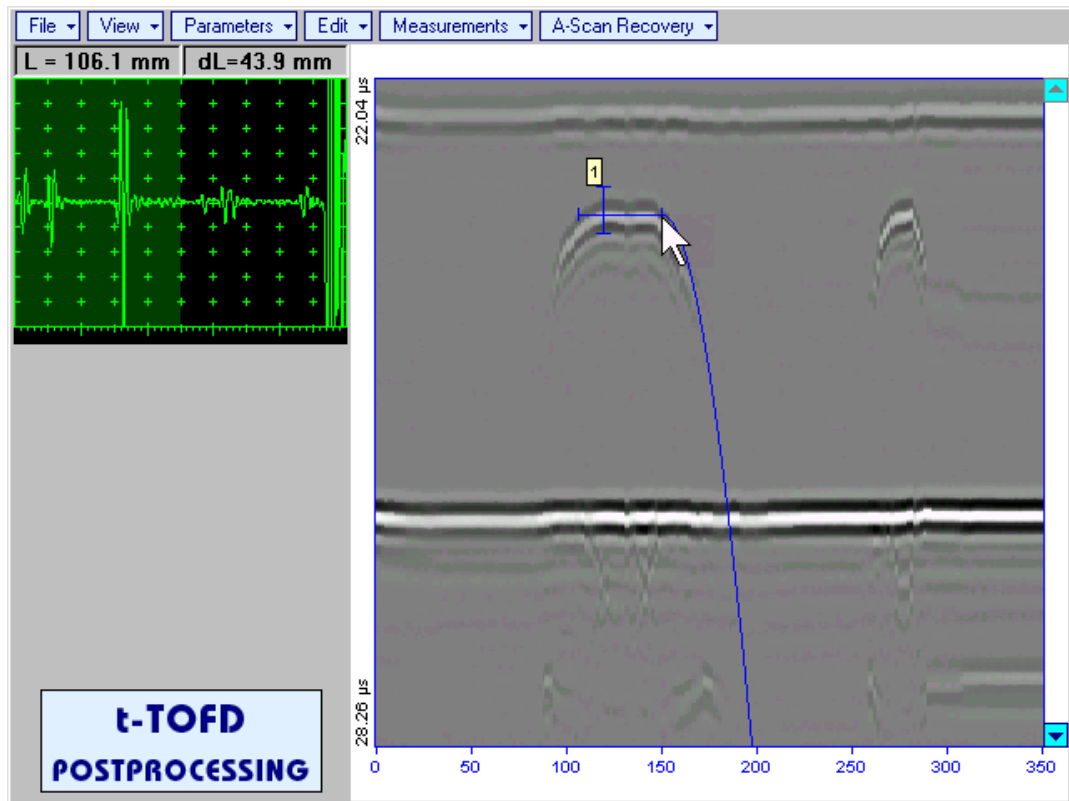 File View Parameters Edit Measurements A-Scan Recovery
L = 106.1 mm dL=43.9 mm
22.04 µs
1
28.26 µs
0 50 100 150 200 250 300 350
t-TOFD
POSTPROCESSING